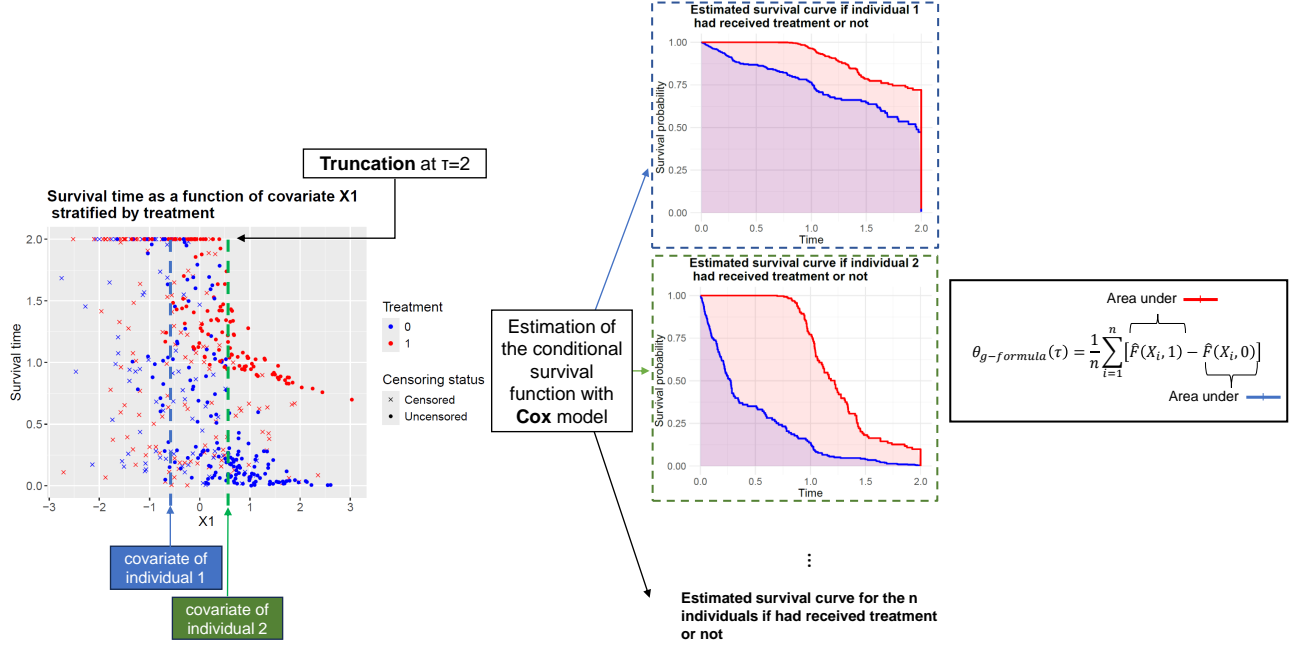 Truncation at τ=2
Survival time as a function of covariate X1
stratified by treatment
Survival time
2.0
1.5
1.0
0.5
0.0
−3
−2
−1
0
1
2
3
X1
Treatment
0
1
Censoring status
Censored
Uncensored
covariate of
individual 1
covariate of
individual 2
Estimation of
the conditional
survival
function with
Cox model
Estimated survival curve if individual 1
had received treatment or not
Survival probability
1.00
0.75
0.50
0.25
0.00
0.0
0.5
1.0
1.5
2.0
Time
Estimated survival curve if individual 2
had received treatment or not
Survival probability
1.00
0.75
0.50
0.25
0.00
0.0
0.5
1.0
1.5
2.0
Time
⋮
Estimated survival curve for the n
individuals if had received treatment
or not
Area under
θ_{g−formula}(τ) = 1/n ∑_{i=1}^{n} [F̂(X_i, 1) − F̂(X_i, 0)]
Area under